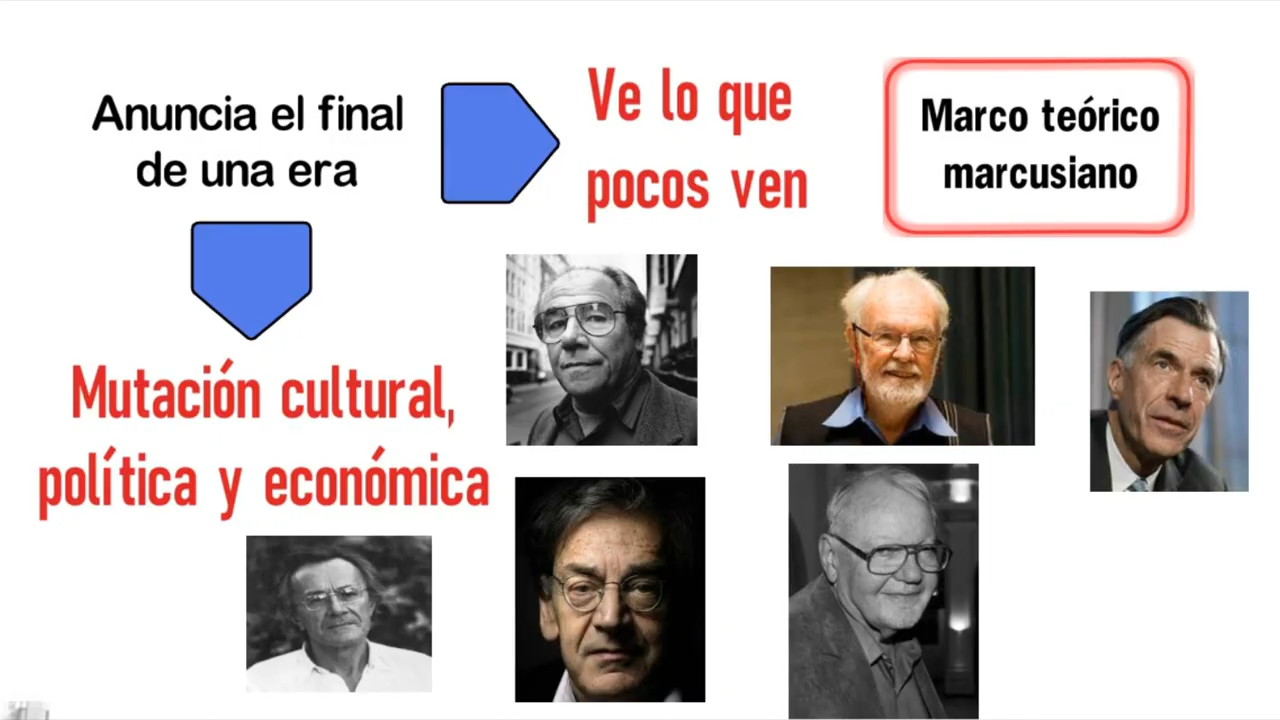 Anuncia el final
de una era
Ve lo que
pocos ven
Marco teórico
marcusiano
Mutación cultural,
política y económica